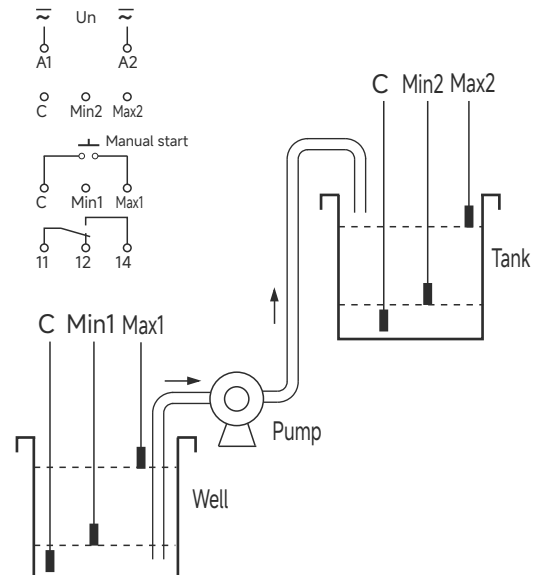 Un
A1 A2
C Min2 Max2
Manual start
C Min1 Max1
11 12 14
C Min2 Max2
Tank
C Min1 Max1
Pump
Well